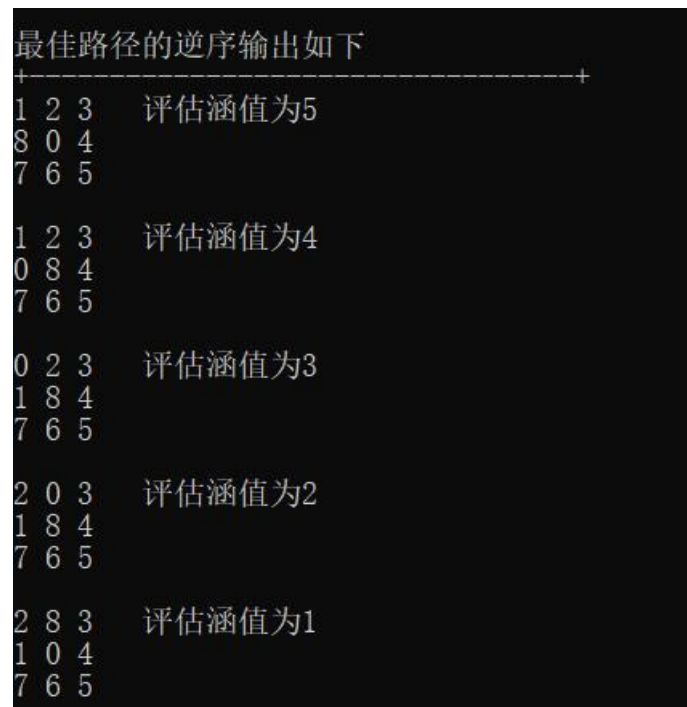 最佳路径的逆序输出如下
+----------------------------------+
1 2 3 评估涵值为5
8 0 4
7 6 5
1 2 3 评估涵值为4
0 8 4
7 6 5
0 2 3 评估涵值为3
1 8 4
7 6 5
2 0 3 评估涵值为2
1 8 4
7 6 5
2 8 3 评估涵值为1
1 0 4
7 6 5